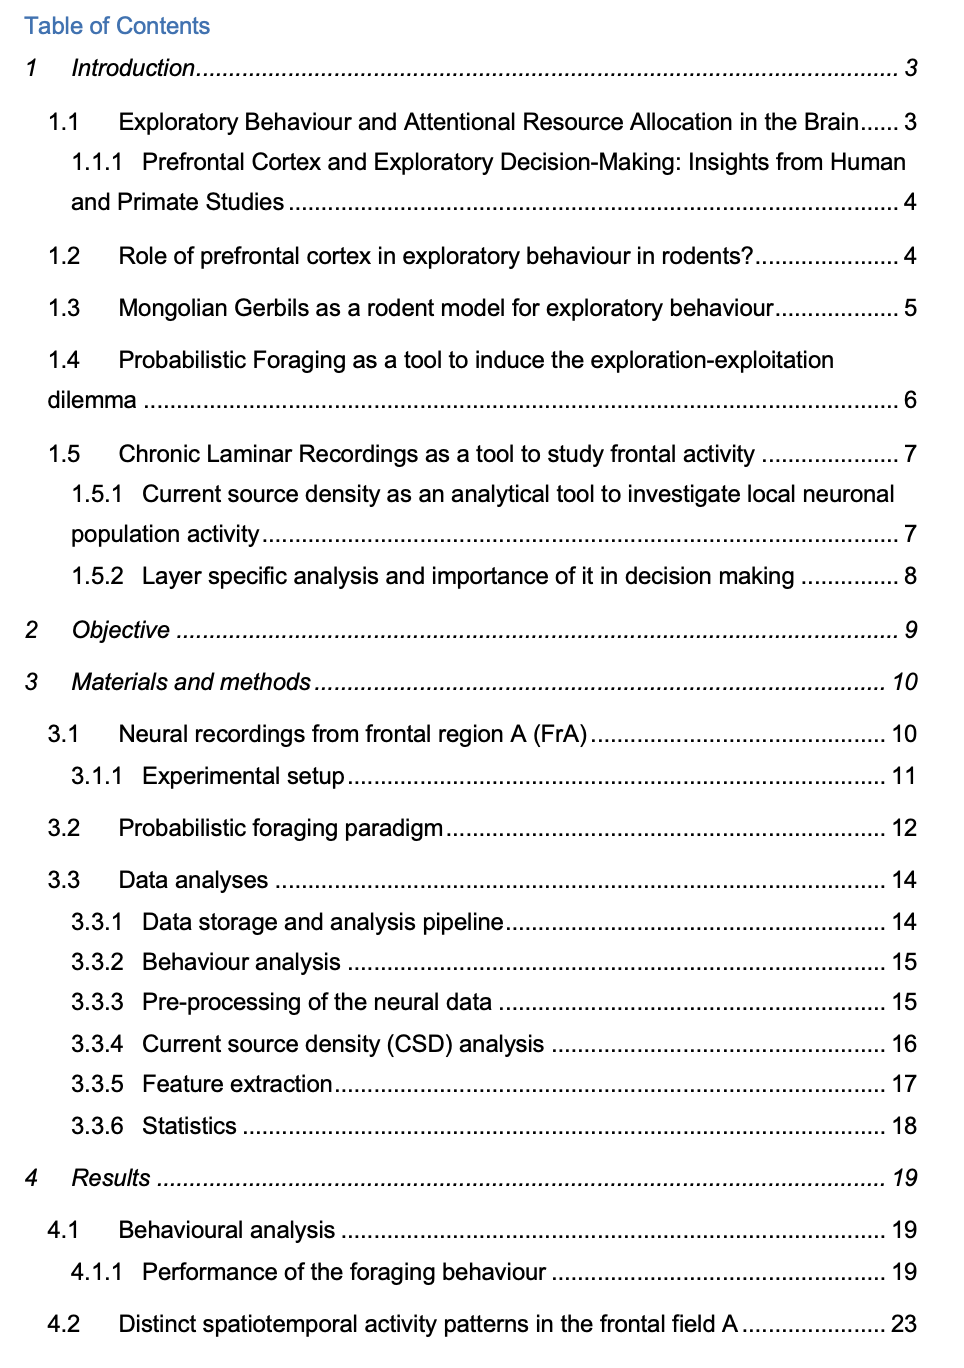 Table of Contents
1 Introduction........................................................................................................... 3
1.1 Exploratory Behaviour and Attentional Resource Allocation in the Brain...... 3
1.1.1 Prefrontal Cortex and Exploratory Decision-Making: Insights from Human
and Primate Studies ............................................................................................. 4
1.2 Role of prefrontal cortex in exploratory behaviour in rodents?...................... 4
1.3 Mongolian Gerbils as a rodent model for exploratory behaviour................... 5
1.4 Probabilistic Foraging as a tool to induce the exploration-exploitation
dilemma ................................................................................................................... 6
1.5 Chronic Laminar Recordings as a tool to study frontal activity ..................... 7
1.5.1 Current source density as an analytical tool to investigate local neuronal
population activity................................................................................................. 7
1.5.2 Layer specific analysis and importance of it in decision making ............... 8
2 Objective .............................................................................................................. 9
3 Materials and methods....................................................................................... 10
3.1 Neural recordings from frontal region A (FrA)............................................. 10
3.1.1 Experimental setup.................................................................................. 11
3.2 Probabilistic foraging paradigm................................................................... 12
3.3 Data analyses ............................................................................................. 14
3.3.1 Data storage and analysis pipeline.......................................................... 14
3.3.2 Behaviour analysis .................................................................................. 15
3.3.3 Pre-processing of the neural data ........................................................... 15
3.3.4 Current source density (CSD) analysis ................................................... 16
3.3.5 Feature extraction.................................................................................... 17
3.3.6 Statistics .................................................................................................. 18
4 Results ............................................................................................................... 19
4.1 Behavioural analysis ................................................................................... 19
4.1.1 Performance of the foraging behaviour ................................................... 19
4.2 Distinct spatiotemporal activity patterns in the frontal field A...................... 23